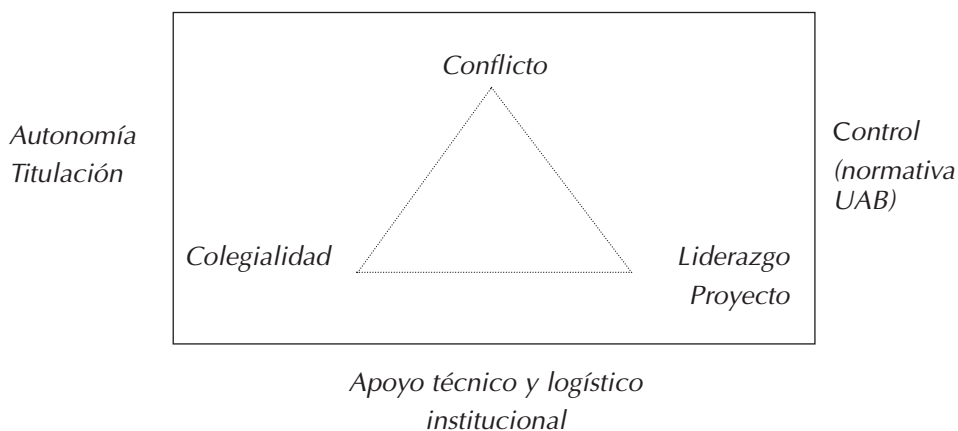 Conflicto
Autonomía
Titulación
Control
(normativa
UAB)
Colegialidad
Liderazgo
Proyecto
Apoyo técnico y logístico
institucional